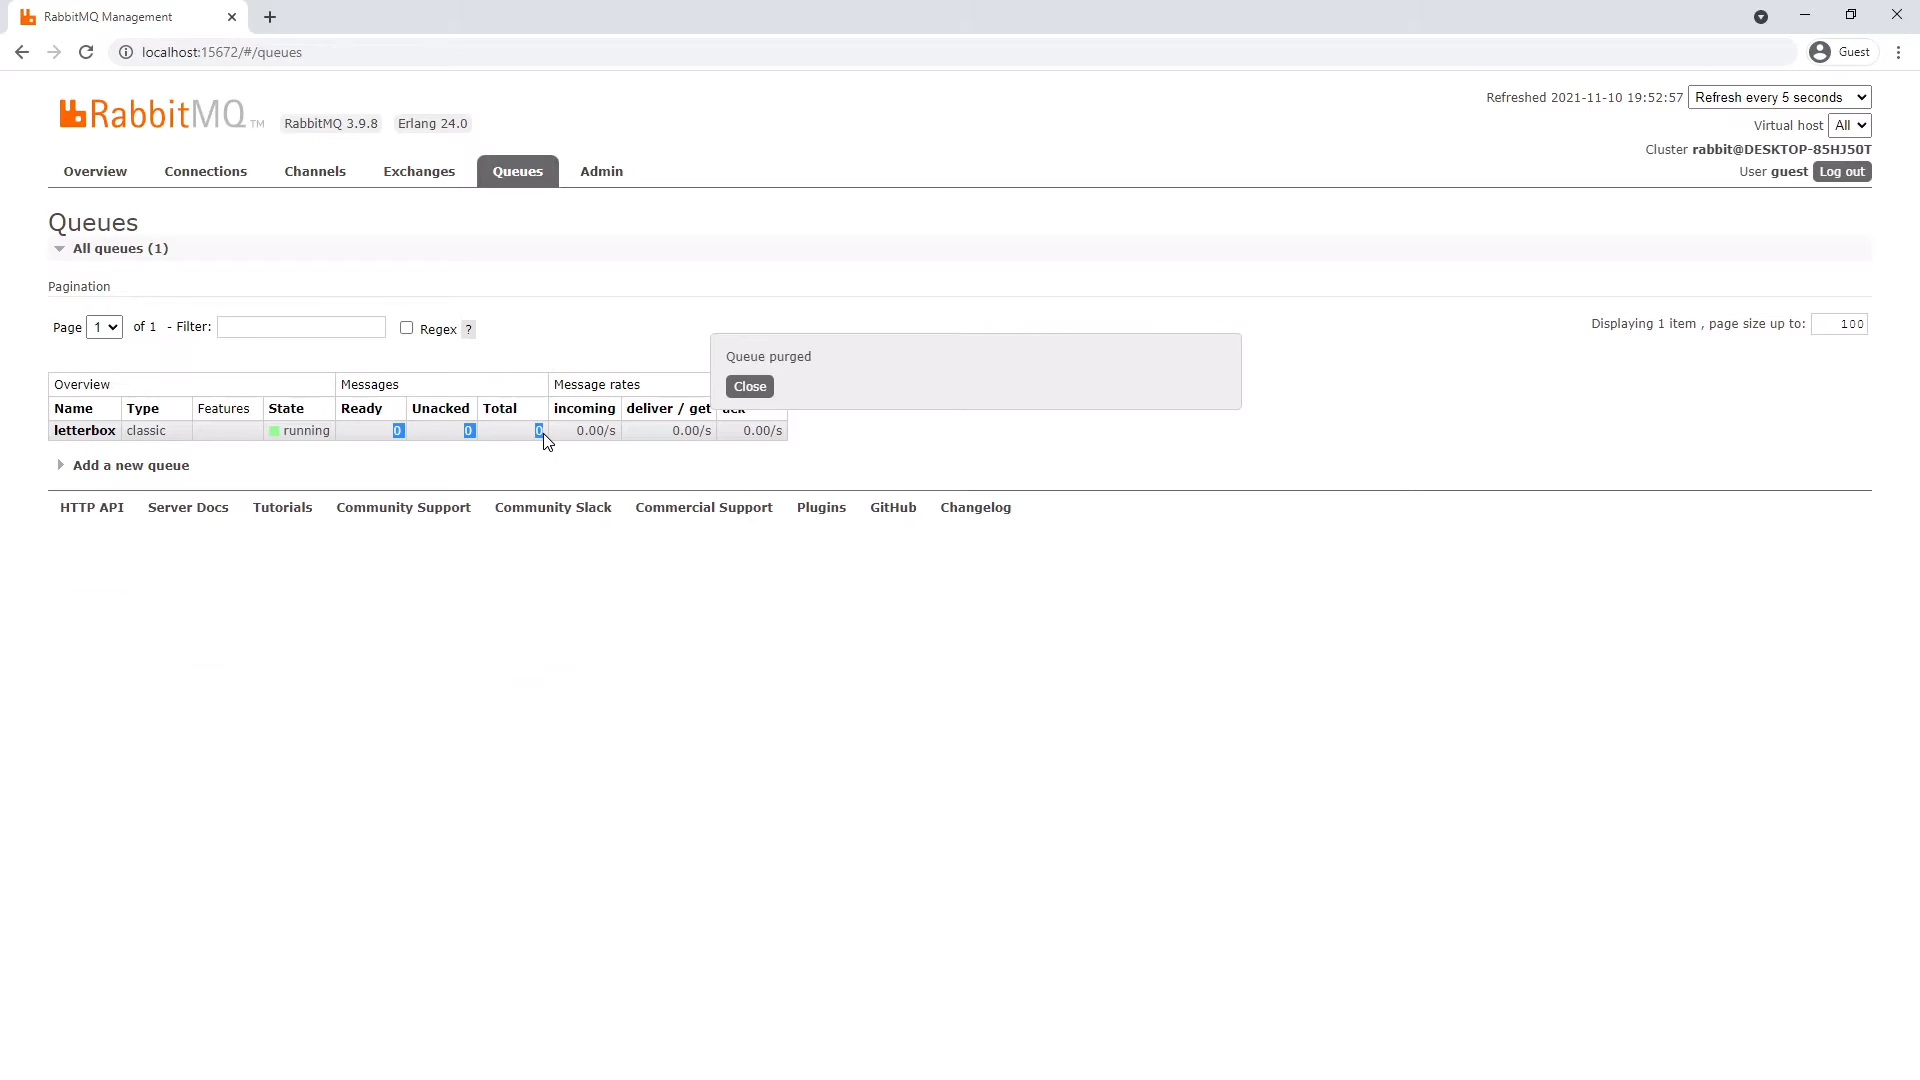 RabbitMQ Management
localhost:15672/#/queues
Guest
RabbitMQ TM
RabbitMQ 3.9.8
Erlang 24.0
Refreshed 2021-11-10 19:52:57 Refresh every 5 seconds
Virtual host All
Cluster rabbit@DESKTOP-85HJ50T
User guest Log out
Overview Connections Channels Exchanges Queues Admin
Queues
All queues (1)
Pagination
Page 1 of 1 - Filter: Regex ?
Displaying 1 item , page size up to: 100
Queue purged
Close
Overview Messages Message rates
Name Type Features State Ready Unacked Total incoming deliver / get ack
letterbox classic running 0 0 0 0.00/s 0.00/s 0.00/s
Add a new queue
HTTP API Server Docs Tutorials Community Support Community Slack Commercial Support Plugins GitHub Changelog